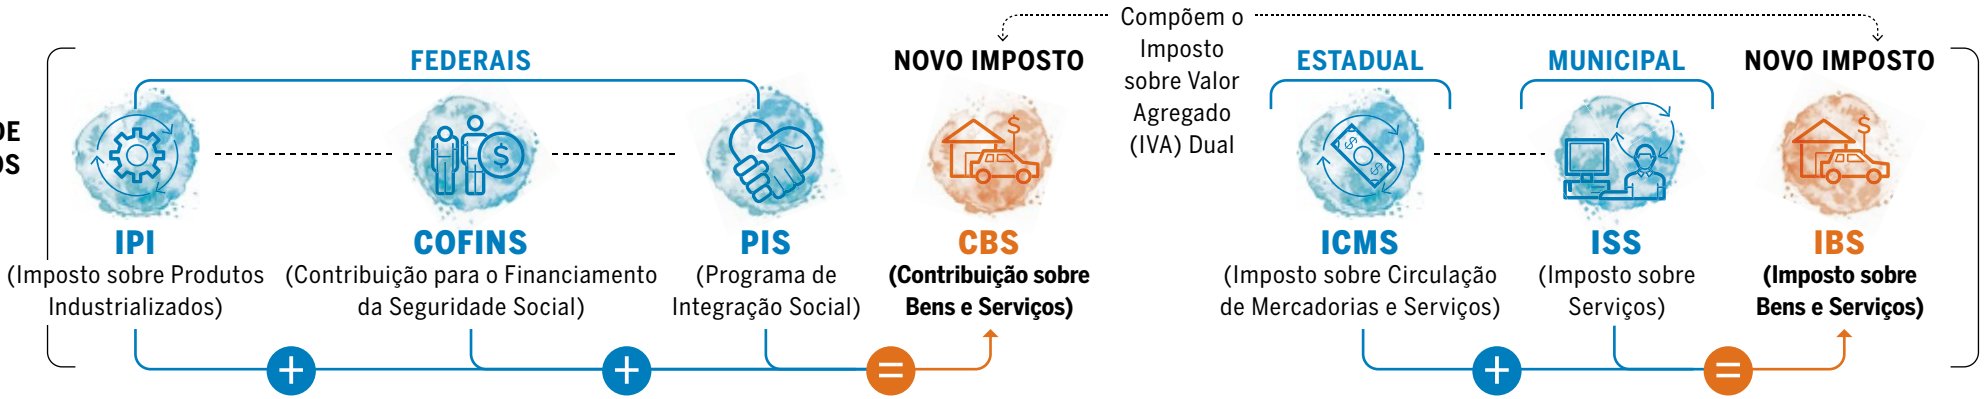 DE
OS
FEDERAIS
IPI
(Imposto sobre Produtos
Industrializados)
COFINS
(Contribuição para o Financiamento
da Seguridade Social)
$
PIS
(Programa de
Integração Social)
NOVO IMPOSTO
$
CBS
(Contribuição sobre
Bens e Serviços)
+
+
=
Compõem o
Imposto
sobre Valor
Agregado
(IVA) Dual
ESTADUAL
$
$
ICMS
(Imposto sobre Circulação
de Mercadorias e Serviços)
MUNICIPAL
ISS
(Imposto sobre
Serviços)
NOVO IMPOSTO
$
IBS
(Imposto sobre
Bens e Serviços)
+
=